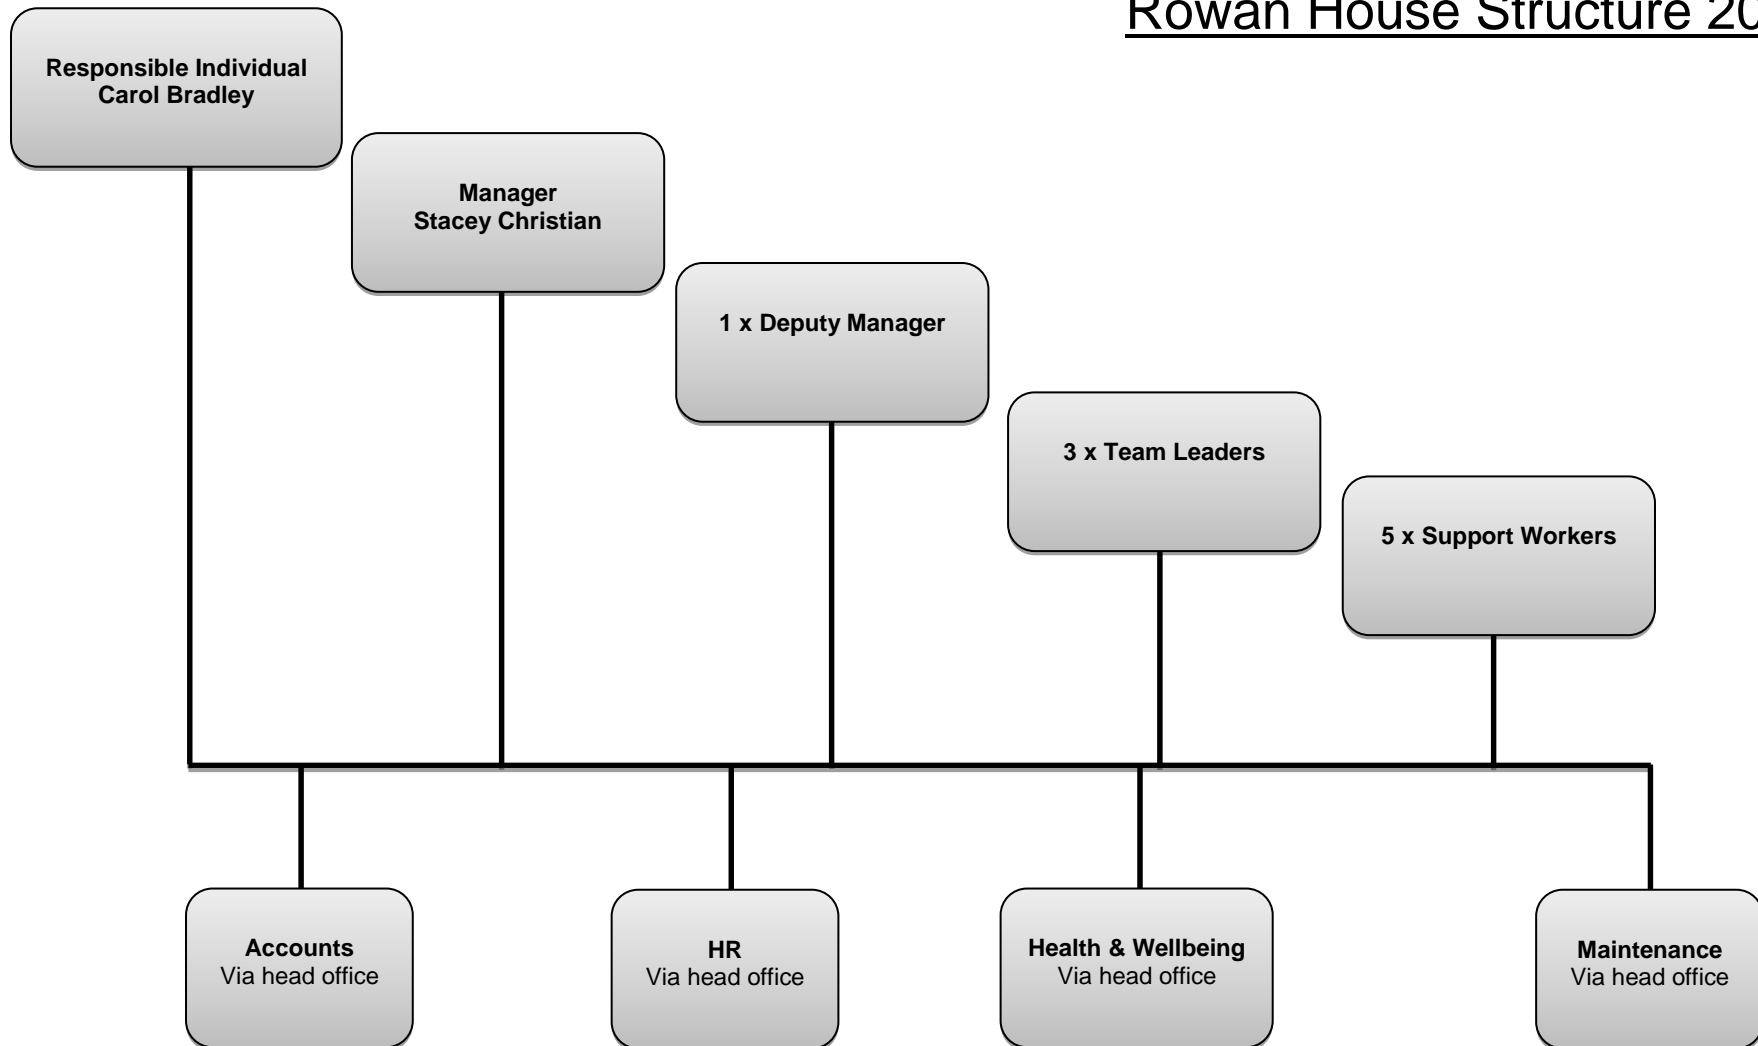 Rowan House Structure 20
Responsible Individual
Carol Bradley
Manager
Stacey Christian
1 x Deputy Manager
3 x Team Leaders
5 x Support Workers
Accounts
Via head office
HR
Via head office
Health & Wellbeing
Via head office
Maintenance
Via head office